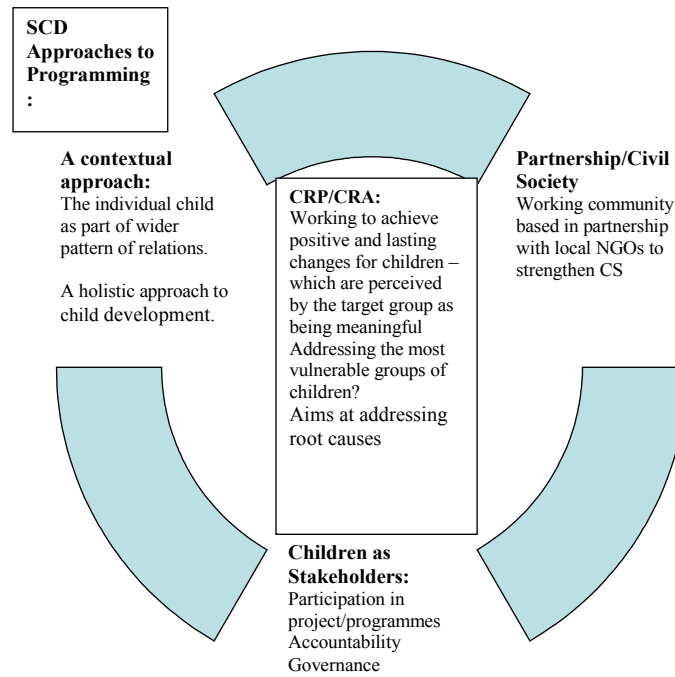 SCD
Approaches to
Programming
:
A contextual
approach:
The individual child
as part of wider
pattern of relations.
A holistic approach to
child development.
CRP/CRA:
Working to achieve
positive and lasting
changes for children –
which are perceived
by the target group as
being meaningful
Addressing the most
vulnerable groups of
children?
Aims at addressing
root causes
Partnership/Civil
Society
Working community
based in partnership
with local NGOs to
strengthen CS
Children as
Stakeholders:
Participation in
project/programmes
Accountability
Governance